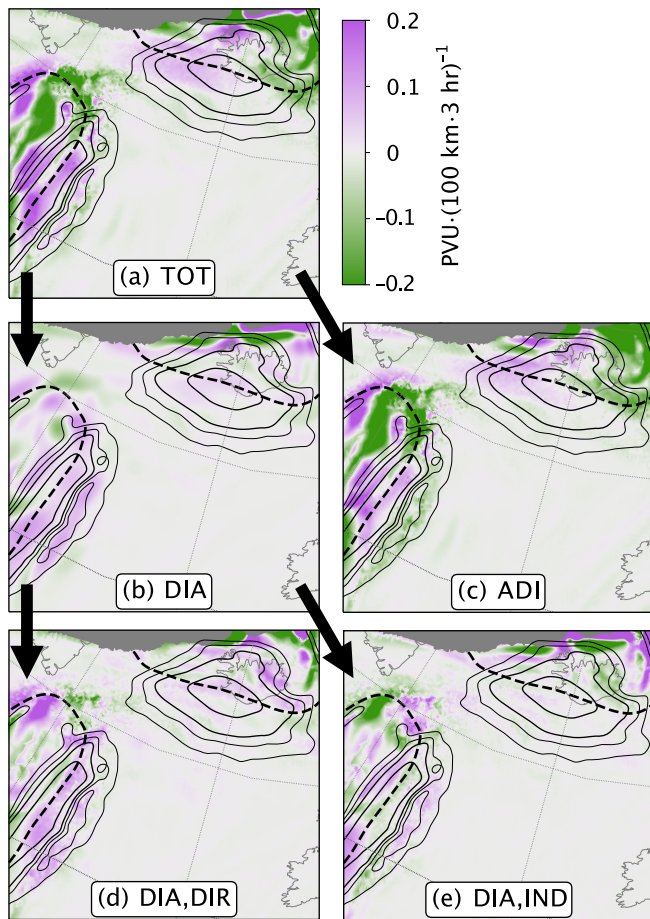 0.2
0.1
0
−0.1
−0.2
PVU·(100 km·3 hr)⁻¹
(a) TOT
(b) DIA
(c) ADI
(d) DIA,DIR
(e) DIA,IND